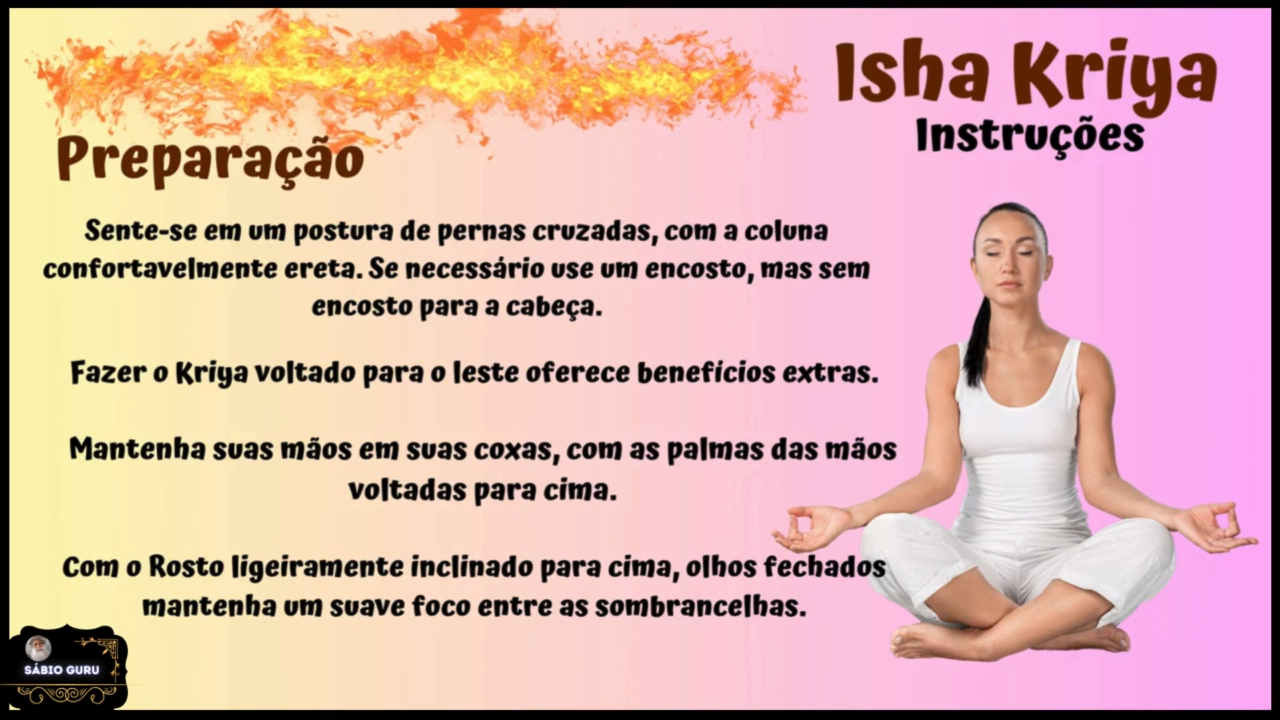 Isha Kriya
Instruções
Preparação
Sente-se em um postura de pernas cruzadas, com a coluna
confortavelmente ereta. Se necessário use um encosto, mas sem
encosto para a cabeça.
Fazer o Kriya voltado para o leste oferece benefícios extras.
Mantenha suas mãos em suas coxas, com as palmas das mãos
voltadas para cima.
Com o Rosto ligeiramente inclinado para cima, olhos fechados
mantenha um suave foco entre as sombrancelhas.
SÁBIO GURU